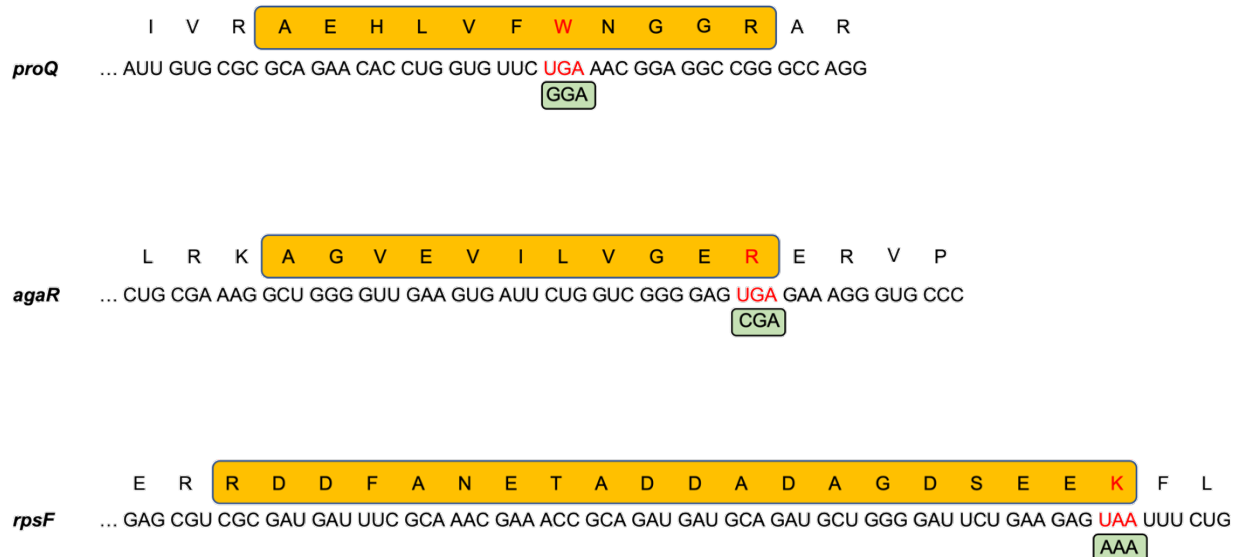 I V R A E H L V F W N G G R A R
proQ ... AUU GUG CGC GCA GAA CAC CUG GUG UUC UGA AAC GGA GGC CGG GCC AGG
GGA
L R K A G V E V I L V G E R E R V P
agaR ... CUG CGA AAG GCU GGG GUU GAA GUG AUU CUG GUC GGG GAG UGA GAA AGG GUG CCC
CGA
E R R D D F A N E T A D D A D A G D S E E K F L
rpsF ... GAG CGU CGC GAU GAU UUC GCA AAC GAA ACC GCA GAU GAU GCA GAU GCU GGG GAU UCU GAA GAG UAA UUU CUG
AAA